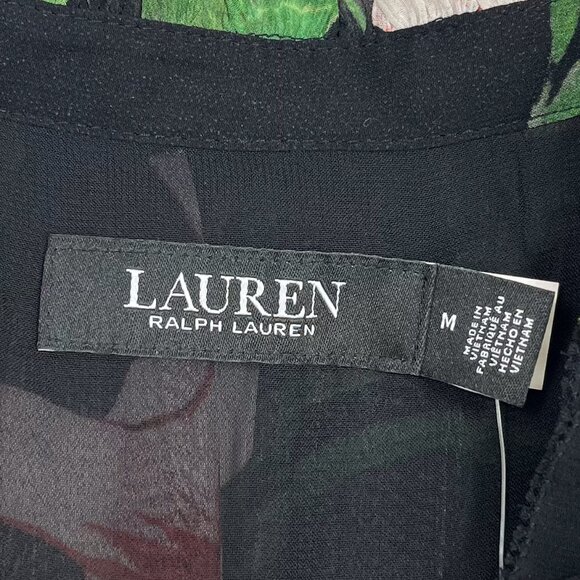 LAUREN
RALPH LAUREN
M
MADE IN
VIETNAM
FABRIQUÉ AU
VIETNAM
HECHO EN
VIETNAM